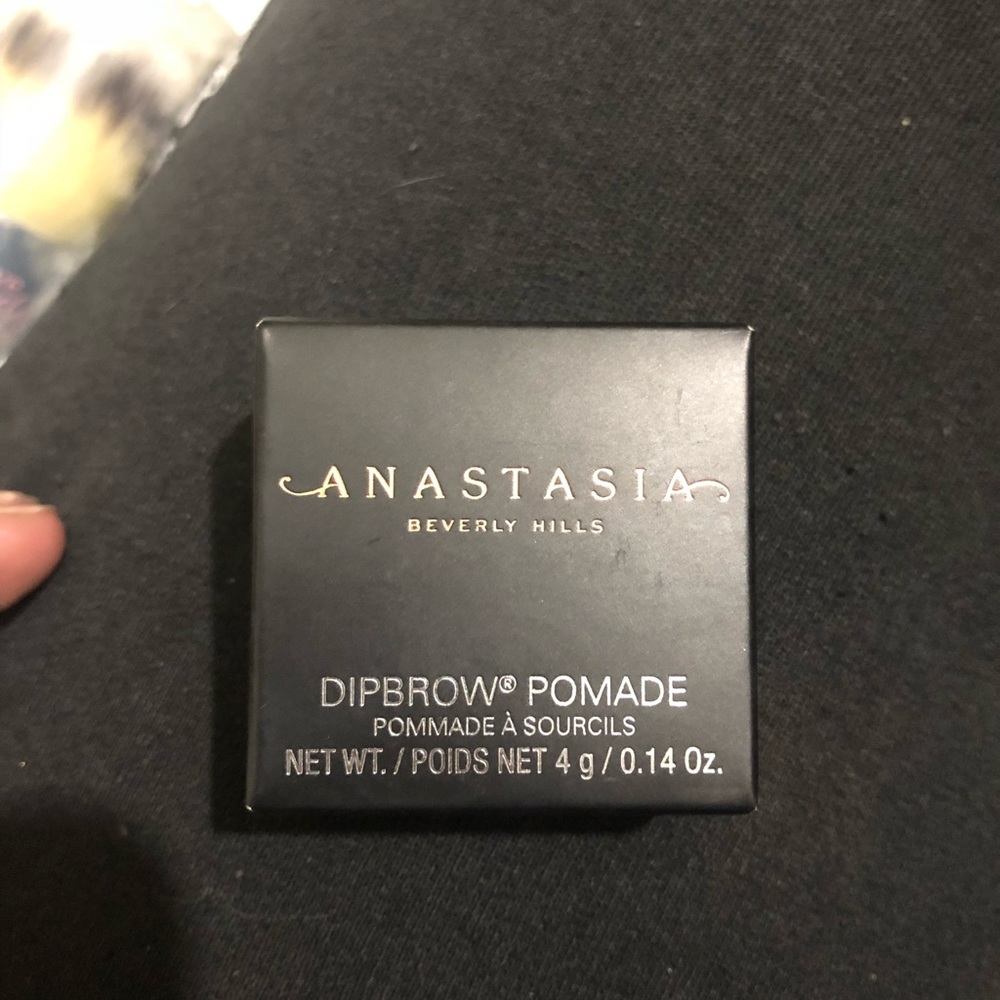 ANASTASIA
BEVERLY HILLS
DIPBROW® POMADE
POMMADE À SOURCILS
NET WT. / POIDS NET 4 g / 0.14 Oz.